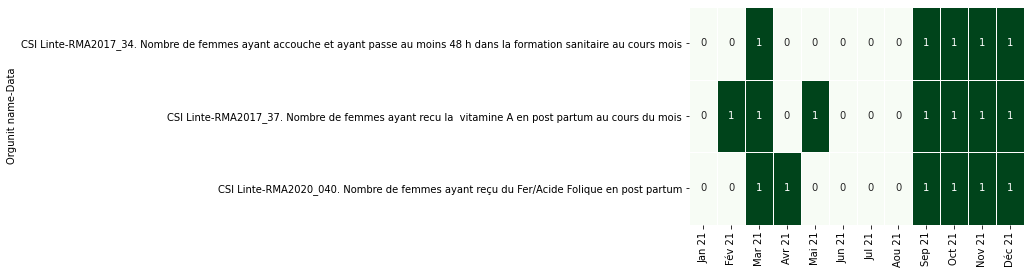 Orgunit name-Data
CSI Linte-RMA2017_34. Nombre de femmes ayant accouche et ayant passe au moins 48 h dans la formation sanitaire au cours mois
0 0 1 0 0 0 0 0 1 1 1 1
CSI Linte-RMA2017_37. Nombre de femmes ayant recu la  vitamine A en post partum au cours du mois
0 1 1 0 1 0 0 0 1 1 1 1
CSI Linte-RMA2020_040. Nombre de femmes ayant reçu du Fer/Acide Folique en post partum
0 0 1 1 0 0 0 0 1 1 1 1
Jan 21
Fév 21
Mar 21
Avr 21
Mai 21
Jun 21
Jul 21
Aou 21
Sep 21
Oct 21
Nov 21
Déc 21